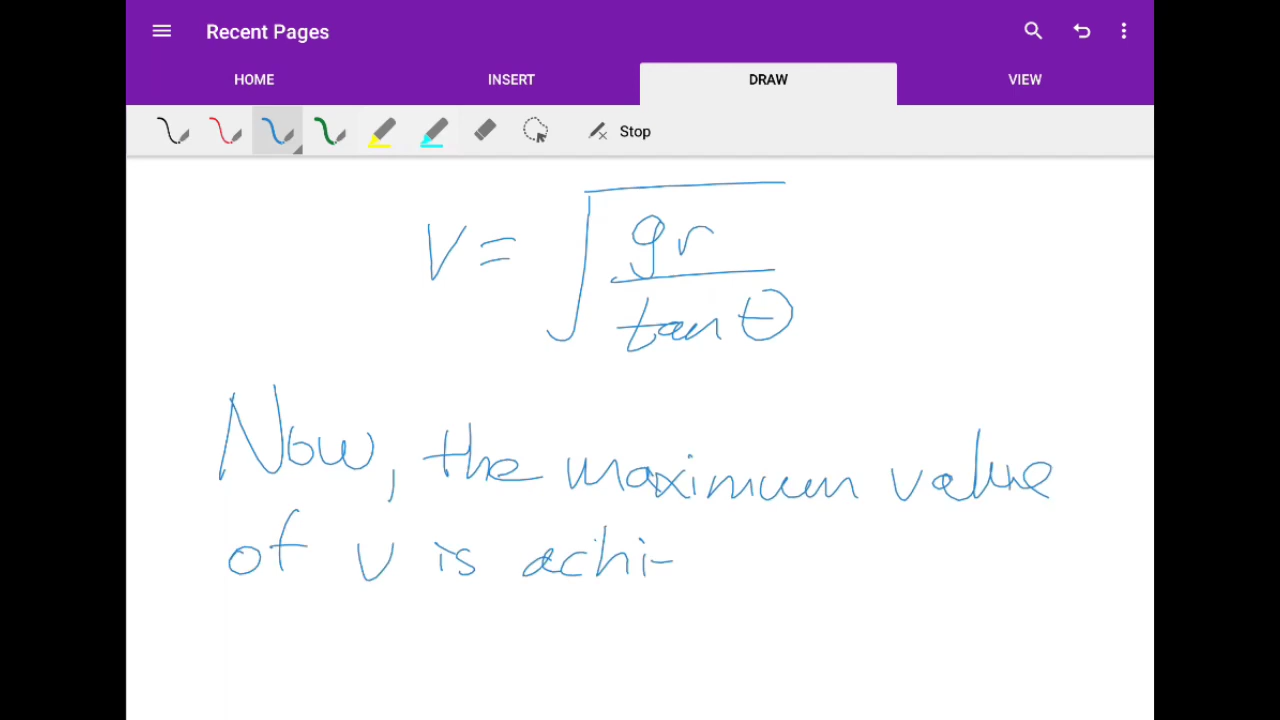 Recent Pages
HOME INSERT DRAW VIEW
Stop
v = √(gr / tan θ)
Now, the maximum value
of v is achi